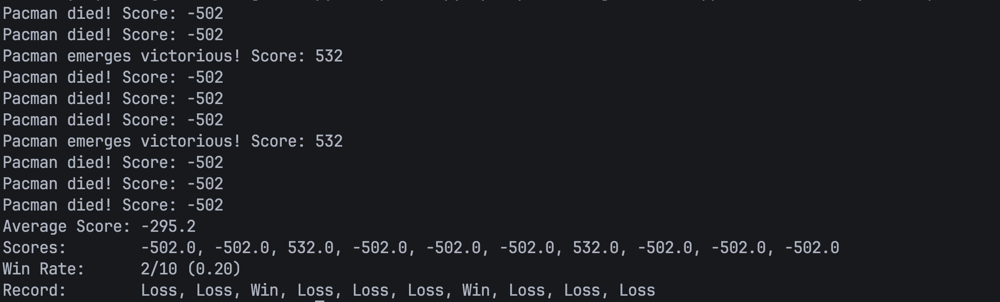 Pacman died! Score: -502
Pacman died! Score: -502
Pacman emerges victorious! Score: 532
Pacman died! Score: -502
Pacman died! Score: -502
Pacman died! Score: -502
Pacman emerges victorious! Score: 532
Pacman died! Score: -502
Pacman died! Score: -502
Pacman died! Score: -502
Average Score: -295.2
Scores:        -502.0, -502.0, 532.0, -502.0, -502.0, -502.0, 532.0, -502.0, -502.0, -502.0
Win Rate:      2/10 (0.20)
Record:        Loss, Loss, Win, Loss, Loss, Loss, Win, Loss, Loss, Loss